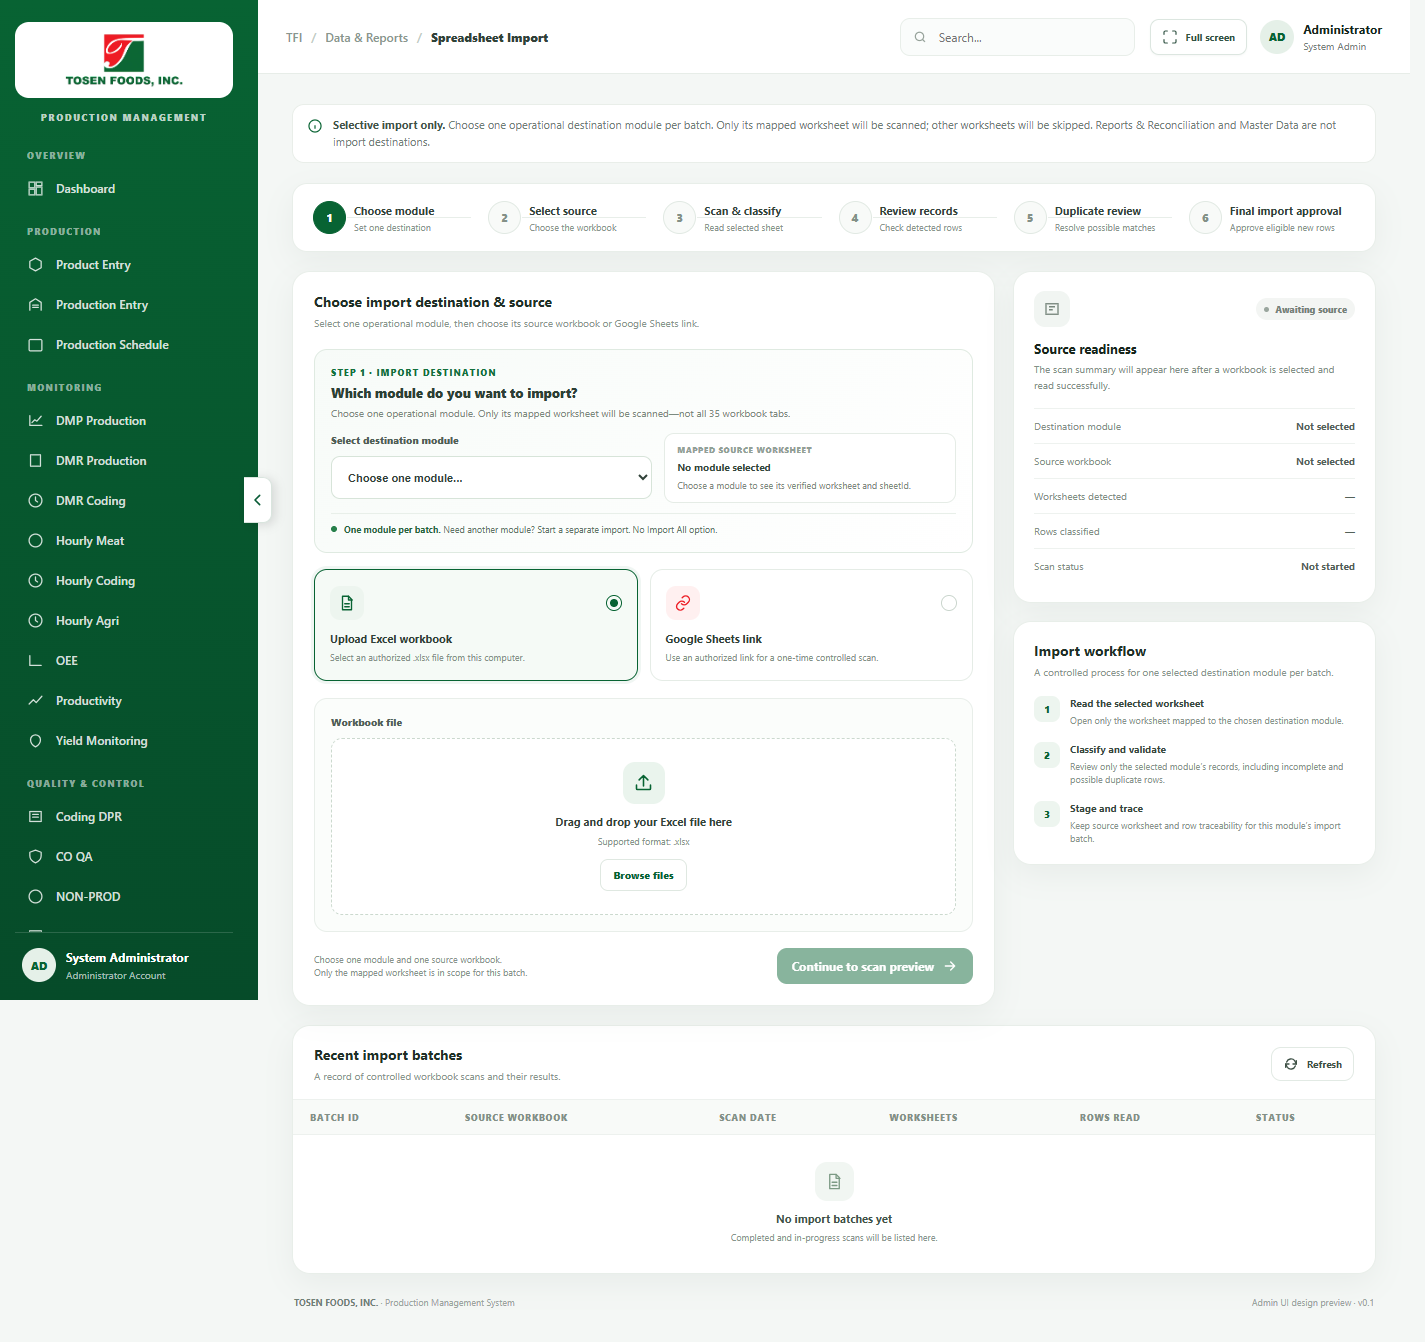 TOSEN FOODS, INC.
PRODUCTION MANAGEMENT
OVERVIEW
Dashboard
PRODUCTION
Product Entry
Production Entry
Production Schedule
MONITORING
DMP Production
DMR Production
DMR Coding
Hourly Meat
Hourly Coding
Hourly Agri
OEE
Productivity
Yield Monitoring
QUALITY & CONTROL
Coding DPR
CO QA
NON-PROD
AD
System Administrator
Administrator Account
TFI / Data & Reports / Spreadsheet Import
Search...
Full screen
AD
Administrator
System Admin
Selective import only. Choose one operational destination module per batch. Only its mapped worksheet will be scanned; other worksheets will be skipped. Reports & Reconciliation and Master Data are not
import destinations.
1
Choose module
Set one destination
2
Select source
Choose the workbook
3
Scan & classify
Read selected sheet
4
Review records
Check detected rows
5
Duplicate review
Resolve possible matches
6
Final import approval
Approve eligible new rows
Choose import destination & source
Select one operational module, then choose its source workbook or Google Sheets link.
STEP 1 · IMPORT DESTINATION
Which module do you want to import?
Choose one operational module. Only its mapped worksheet will be scanned—not all 35 workbook tabs.
Select destination module
Choose one module...
MAPPED SOURCE WORKSHEET
No module selected
Choose a module to see its verified worksheet and sheetId.
One module per batch. Need another module? Start a separate import. No Import All option.
Upload Excel workbook
Select an authorized .xlsx file from this computer.
Google Sheets link
Use an authorized link for a one-time controlled scan.
Workbook file
Drag and drop your Excel file here
Supported format: .xlsx
Browse files
Choose one module and one source workbook.
Only the mapped worksheet is in scope for this batch.
Continue to scan preview
Awaiting source
Source readiness
The scan summary will appear here after a workbook is selected and
read successfully.
Destination module Not selected
Source workbook Not selected
Worksheets detected —
Rows classified —
Scan status Not started
Import workflow
A controlled process for one selected destination module per batch.
1
Read the selected worksheet
Open only the worksheet mapped to the chosen destination module.
2
Classify and validate
Review only the selected module's records, including incomplete and
possible duplicate rows.
3
Stage and trace
Keep source worksheet and row traceability for this module's import
batch.
Recent import batches
A record of controlled workbook scans and their results.
Refresh
BATCH ID SOURCE WORKBOOK SCAN DATE WORKSHEETS ROWS READ STATUS
No import batches yet
Completed and in-progress scans will be listed here.
TOSEN FOODS, INC. · Production Management System
Admin UI design preview · v0.1